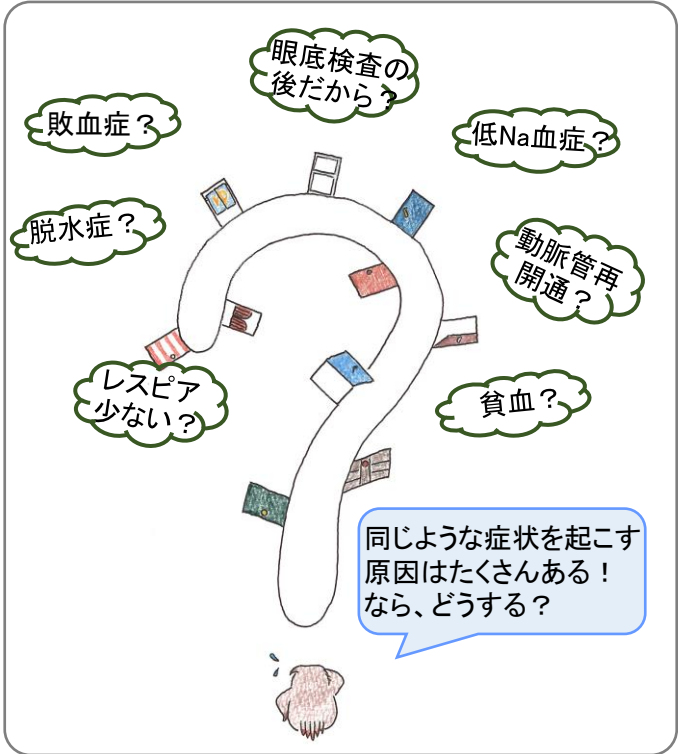 眼底検査の
後だから？
敗血症？
低Na血症？
脱水症？
動脈管再
開通？
レスピア
少ない？
貧血？
同じような症状を起こす
原因はたくさんある！
なら、どうする？